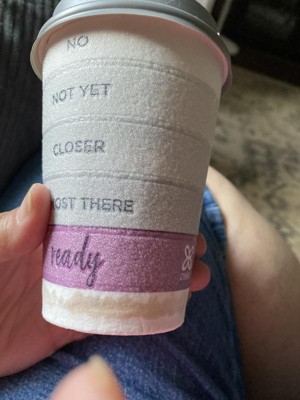 NO
NOT YET
CLOSER
OST THERE
ready